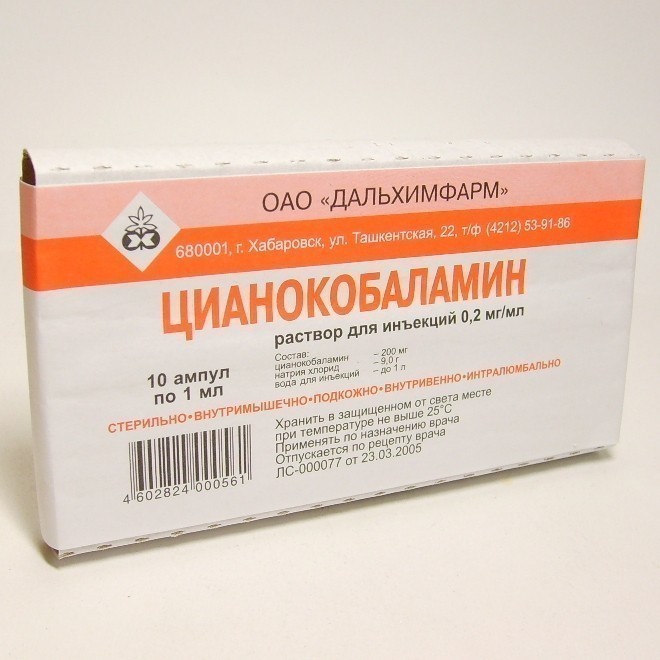 ОАО «ДАЛЬХИМФАРМ»
680001, г. Хабаровск, ул. Ташкентская, 22, т/ф (4212) 53-91-86
ЦИАНОКОБАЛАМИН
раствор для инъекций 0,2 мг/мл
10 ампул
по 1 мл
Состав:
цианокобаламин – 200 мг
натрия хлорид – 9,0 г
вода для инъекций – до 1 л
СТЕРИЛЬНО•ВНУТРИМЫШЕЧНО•ПОДКОЖНО•ВНУТРИВЕННО•ИНТРАЛЮМБАЛЬНО
Хранить в защищенном от света месте
при температуре не выше 25°С
Применять по назначению врача
Отпускается по рецепту врача
ЛС-000077 от 23.03.2005
4 602824 000561